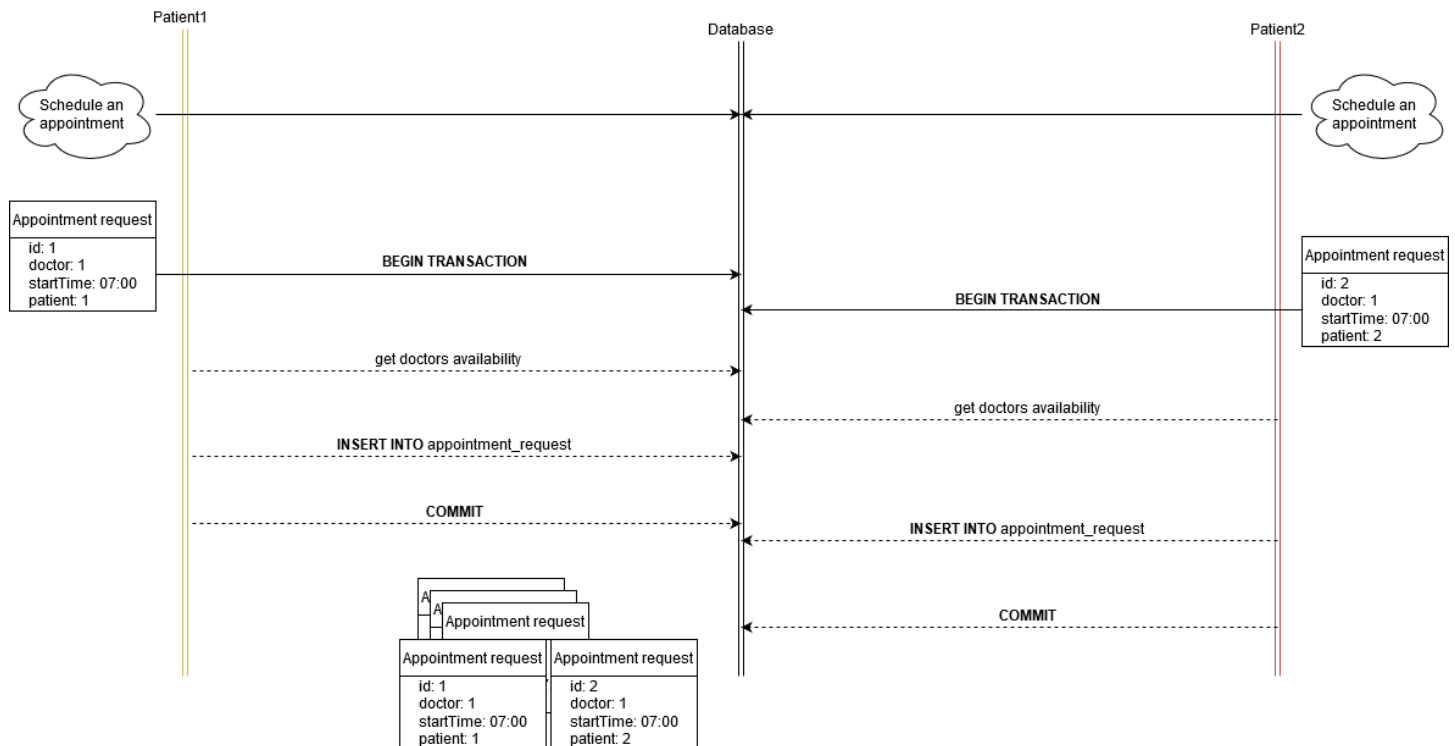 Patient1
Database
Patient2
Schedule an
appointment
Schedule an
appointment
Appointment request
id: 1
doctor: 1
startTime: 07:00
patient: 1
BEGIN TRANSACTION
Appointment request
id: 2
doctor: 1
startTime: 07:00
patient: 2
BEGIN TRANSACTION
get doctors availability
get doctors availability
INSERT INTO appointment_request
COMMIT
INSERT INTO appointment_request
COMMIT
A
A
Appointment request
Appointment request
id: 1
doctor: 1
startTime: 07:00
patient: 1
Appointment request
id: 2
doctor: 1
startTime: 07:00
patient: 2